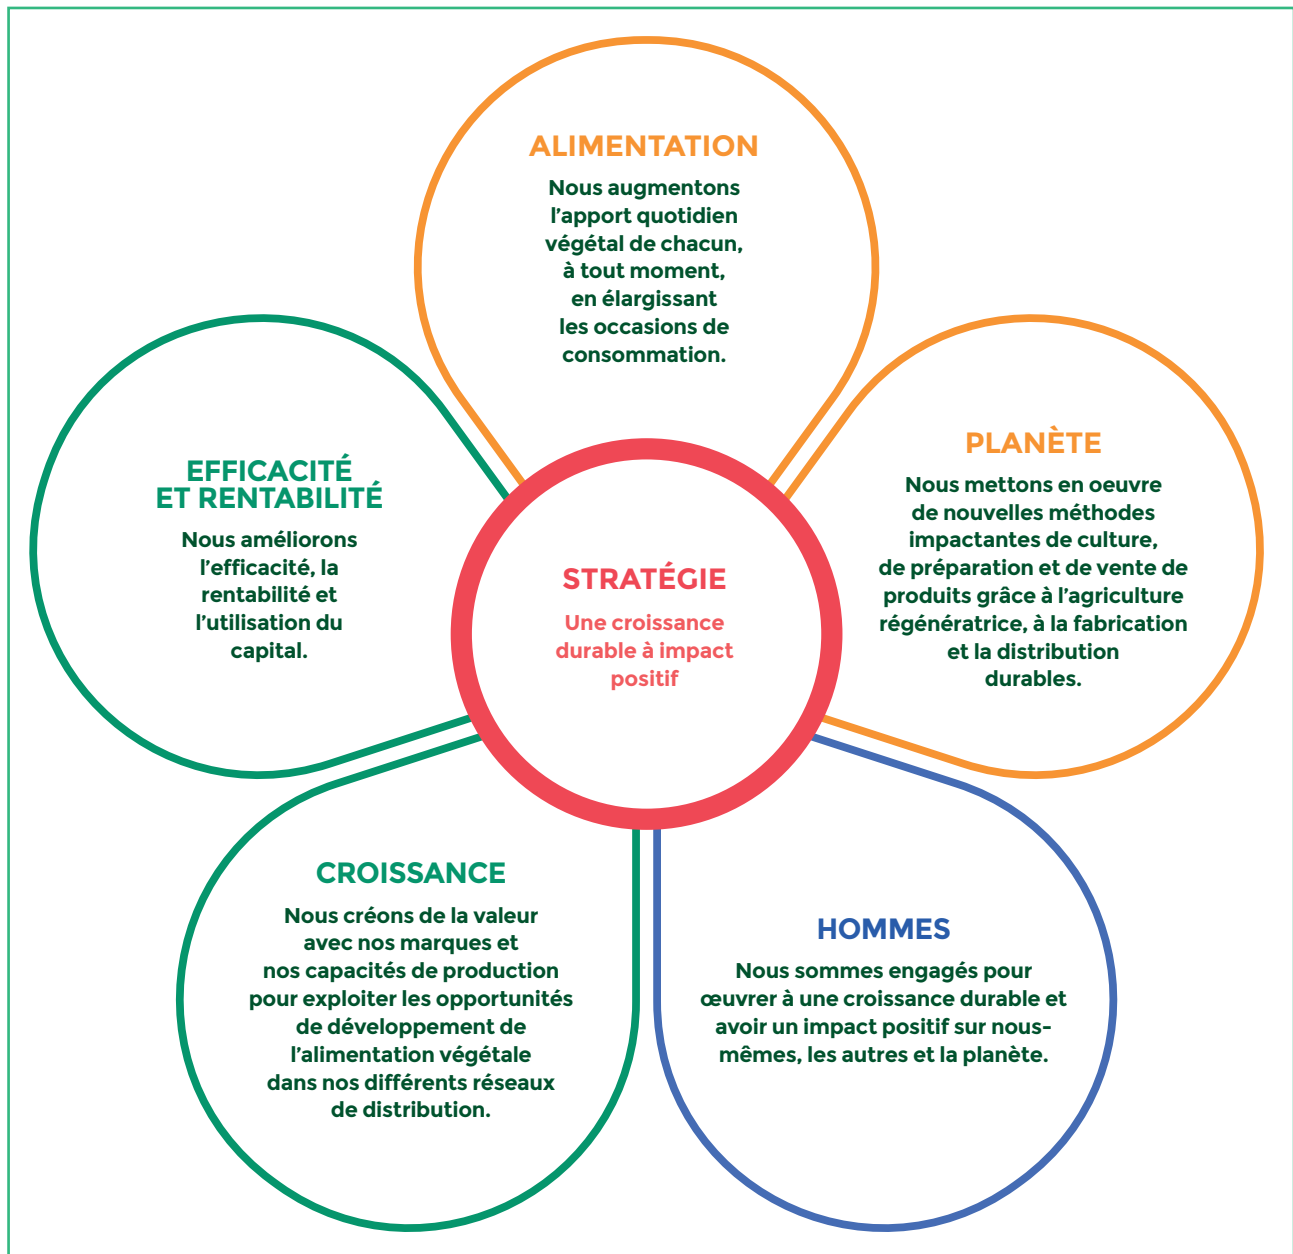 ALIMENTATION
Nous augmentons
l'apport quotidien
végétal de chacun,
à tout moment,
en élargissant
les occasions de
consommation.
EFFICACITÉ
ET RENTABILITÉ
Nous améliorons
l'efficacité, la
rentabilité et
l'utilisation du
capital.
STRATÉGIE
Une croissance
durable à impact
positif
PLANÈTE
Nous mettons en oeuvre
de nouvelles méthodes
impactantes de culture,
de préparation et de vente de
produits grâce à l'agriculture
régénératrice, à la fabrication
et la distribution
durables.
CROISSANCE
Nous créons de la valeur
avec nos marques et
nos capacités de production
pour exploiter les opportunités
de développement de
l'alimentation végétale
dans nos différents réseaux
de distribution.
HOMMES
Nous sommes engagés pour
œuvrer à une croissance durable et
avoir un impact positif sur nous-
mêmes, les autres et la planète.